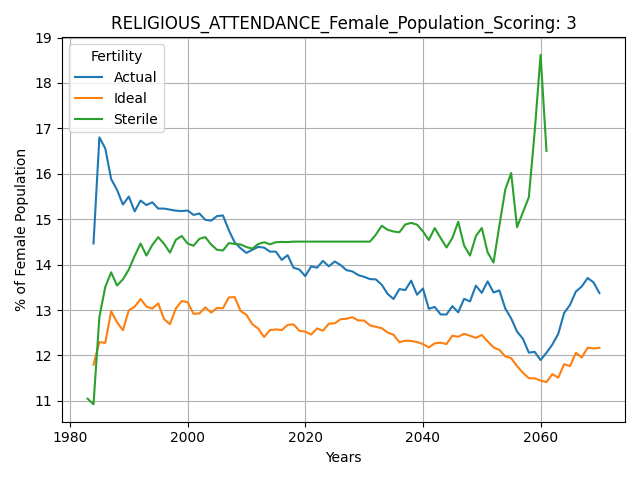 RELIGIOUS_ATTENDANCE_Female_Population_Scoring: 3
19
18
17
16
15
14
13
12
11
% of Female Population
Fertility
Actual
Ideal
Sterile
1980
2000
2020
2040
2060
Years